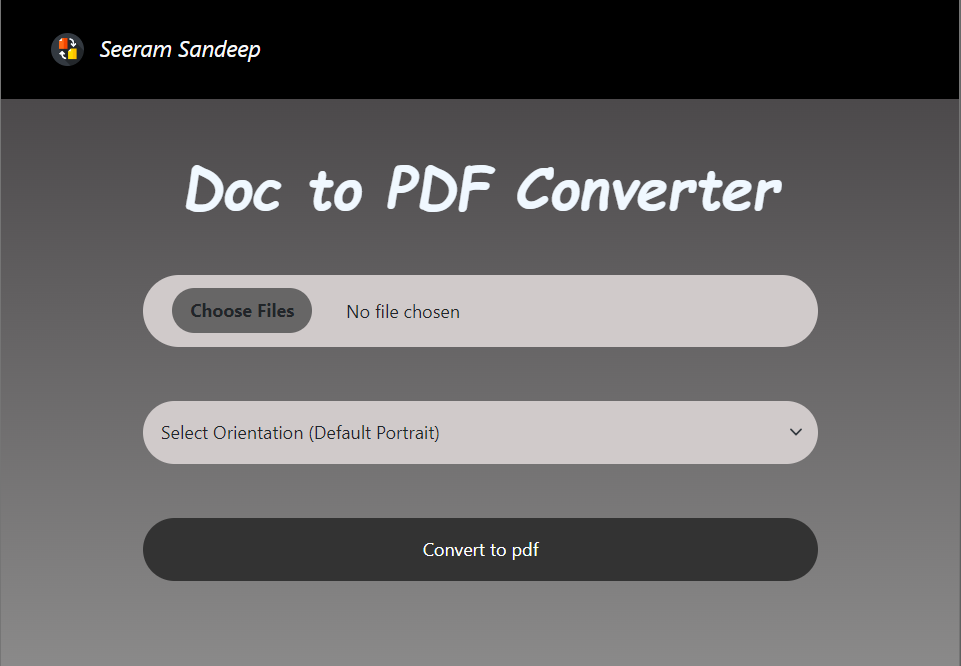 Seeram Sandeep
Doc to PDF Converter
Choose Files No file chosen
Select Orientation (Default Portrait)
Convert to pdf